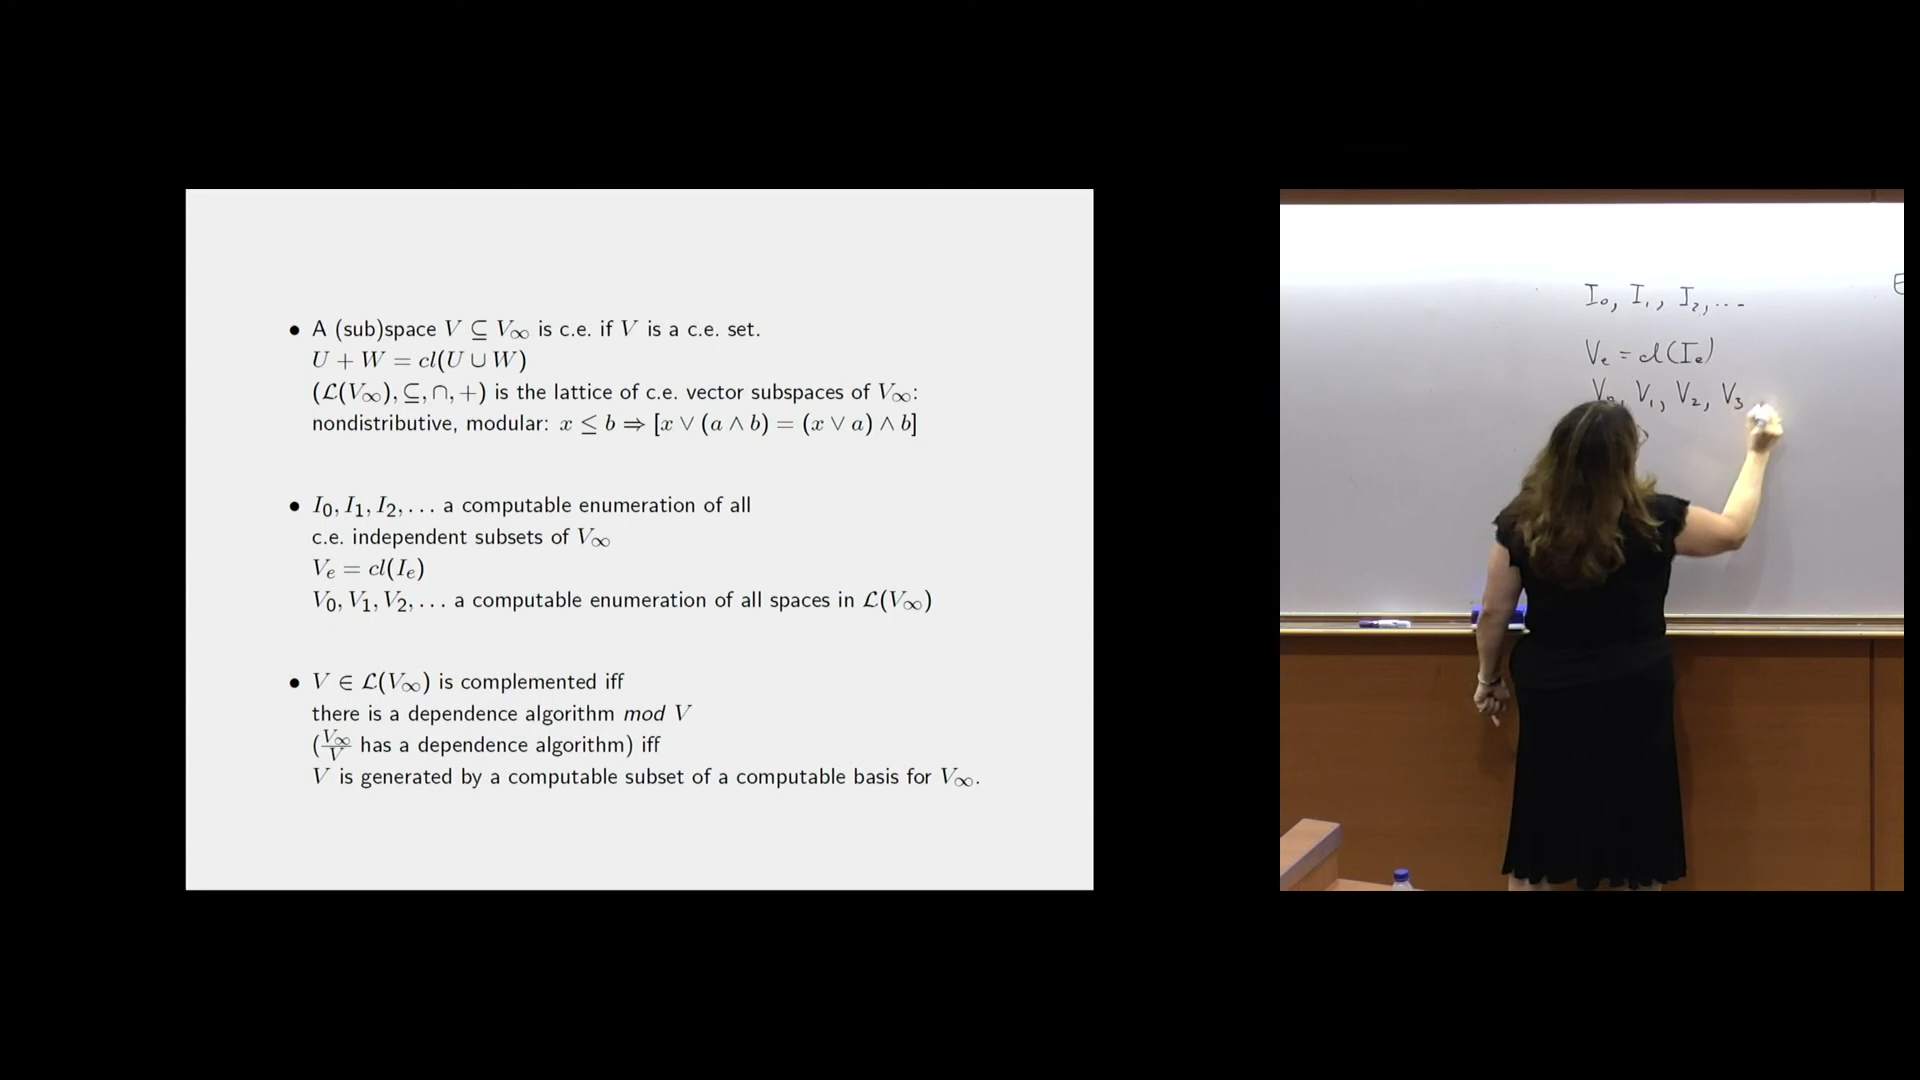 • A (sub)space V ⊆ V∞ is c.e. if V is a c.e. set.
U + W = cl(U ∪ W)
(ℒ(V∞), ⊆, ∩, +) is the lattice of c.e. vector subspaces of V∞:
nondistributive, modular: x ≤ b ⇒ [x ∨ (a ∧ b) = (x ∨ a) ∧ b]
• I₀, I₁, I₂, . . . a computable enumeration of all
c.e. independent subsets of V∞
Vₑ = cl(Iₑ)
V₀, V₁, V₂, . . . a computable enumeration of all spaces in ℒ(V∞)
• V ∈ ℒ(V∞) is complemented iff
there is a dependence algorithm mod V
(V∞/V has a dependence algorithm) iff
V is generated by a computable subset of a computable basis for V∞.
I₀, I₁, I₂, ...
Vₑ = cl(Iₑ)
V₀, V₁, V₂, V₃